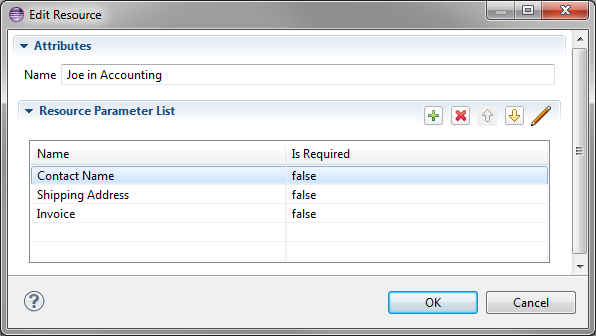 Edit Resource
Attributes
Name Joe in Accounting
Resource Parameter List
Name Is Required
Contact Name false
Shipping Address false
Invoice false
OK Cancel